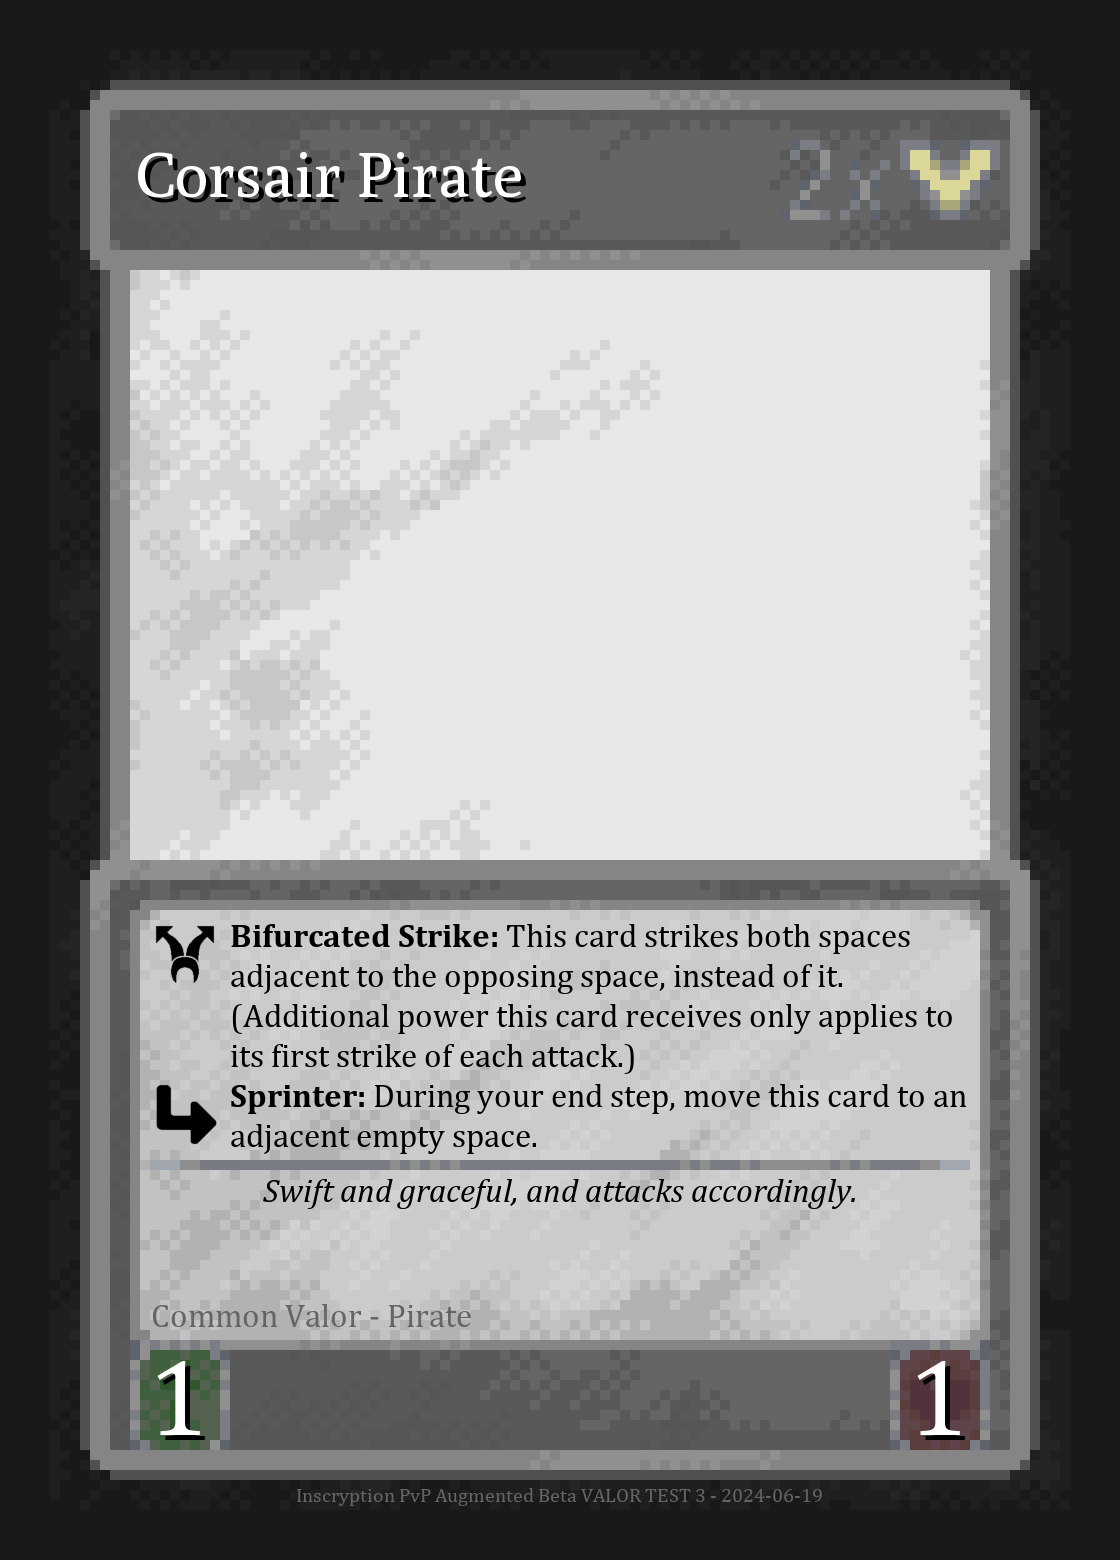 Corsair Pirate 2x
Bifurcated Strike: This card strikes both spaces
adjacent to the opposing space, instead of it.
(Additional power this card receives only applies to
its first strike of each attack.)
Sprinter: During your end step, move this card to an
adjacent empty space.
Swift and graceful, and attacks accordingly.
Common Valor - Pirate
1 1
Inscryption PvP Augmented Beta VALOR TEST 3 - 2024-06-19